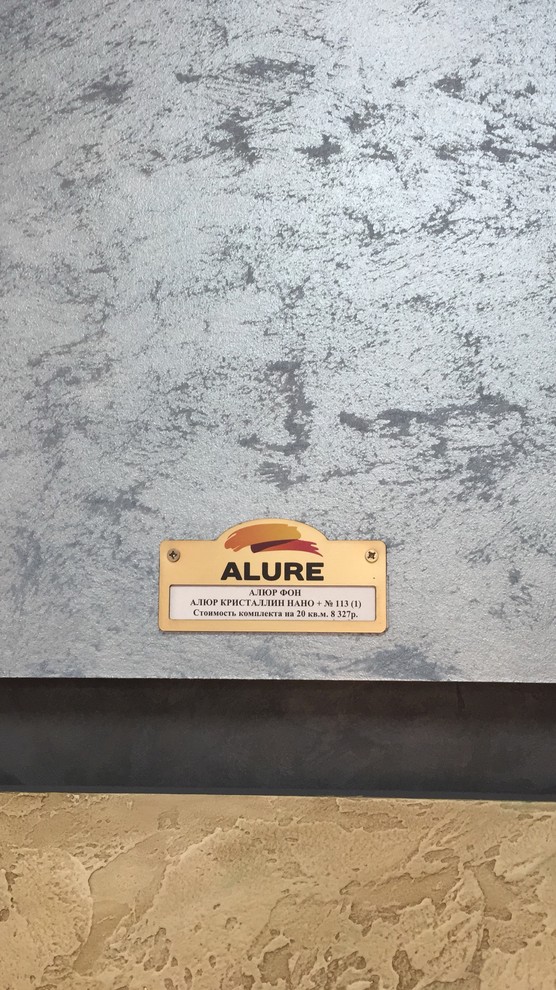 ALURE
АЛЮР ФОН
АЛЮР КРИСТАЛЛИН НАНО + № 113 (1)
Стоимость комплекта на 20 кв.м. 8 327р.